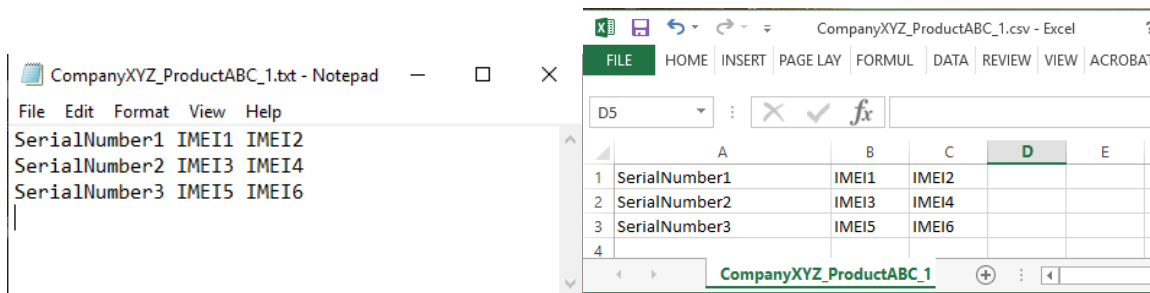 CompanyXYZ_ProductABC_1.txt - Notepad
File Edit Format View Help
SerialNumber1 IMEI1 IMEI2
SerialNumber2 IMEI3 IMEI4
SerialNumber3 IMEI5 IMEI6
CompanyXYZ_ProductABC_1.csv - Excel ?
FILE HOME INSERT PAGE LAY FORMUL DATA REVIEW VIEW ACROBAT
D5 fx
A B C D E
1 SerialNumber1 IMEI1 IMEI2
2 SerialNumber2 IMEI3 IMEI4
3 SerialNumber3 IMEI5 IMEI6
4
CompanyXYZ_ProductABC_1